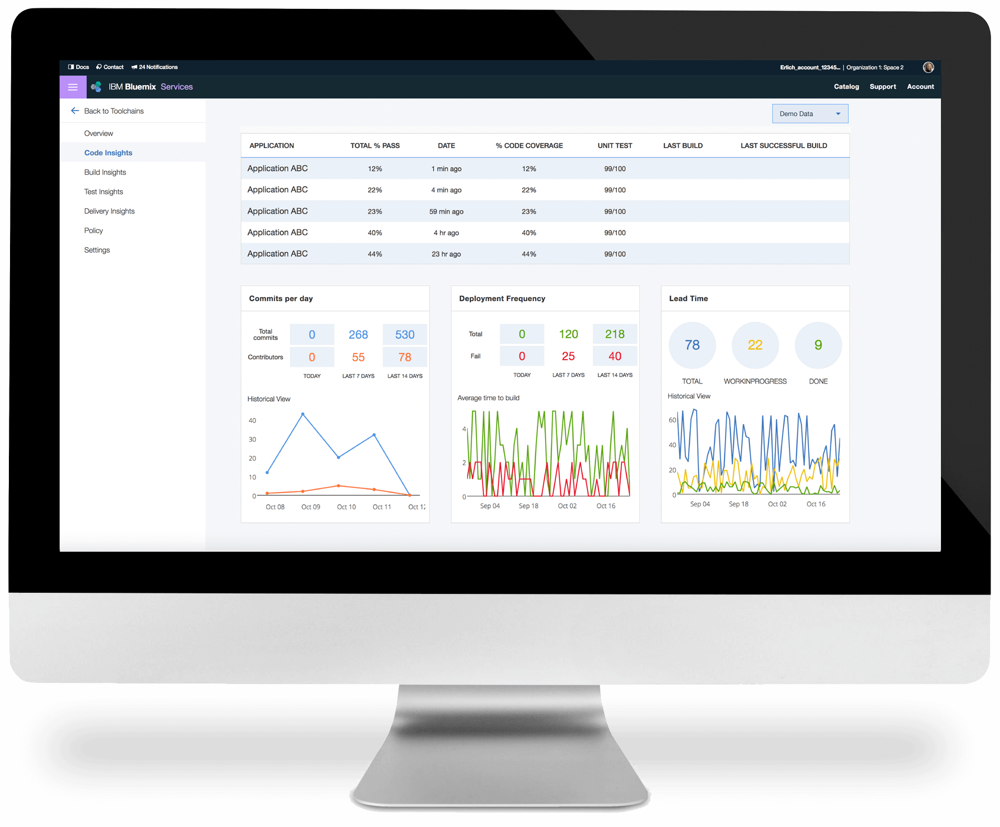 Docs Contact 24 Notifications Erlich_account_12345... | Organization 1: Space 2
IBM Bluemix Services Catalog Support Account
Back to Toolchains
Overview
Code Insights
Build Insights
Test Insights
Delivery Insights
Policy
Settings
Demo Data
APPLICATION TOTAL % PASS DATE % CODE COVERAGE UNIT TEST LAST BUILD LAST SUCCESSFUL BUILD
Application ABC 12% 1 min ago 12% 99/100
Application ABC 22% 4 min ago 22% 99/100
Application ABC 23% 59 min ago 23% 99/100
Application ABC 40% 4 hr ago 40% 99/100
Application ABC 44% 23 hr ago 44% 99/100
Commits per day
Total commits 0 268 530
Contributors 0 55 78
TODAY LAST 7 DAYS LAST 14 DAYS
Historical View
40
30
20
10
0
Oct 08 Oct 09 Oct 10 Oct 11 Oct 12
Deployment Frequency
Total 0 120 218
Fail 0 25 40
TODAY LAST 7 DAYS LAST 14 DAYS
Average time to build
4
2
0
Sep 04 Sep 18 Oct 02 Oct 16
Lead Time
78 22 9
TOTAL WORKINPROGRESS DONE
Historical View
60
40
20
0
Sep 04 Sep 18 Oct 02 Oct 16